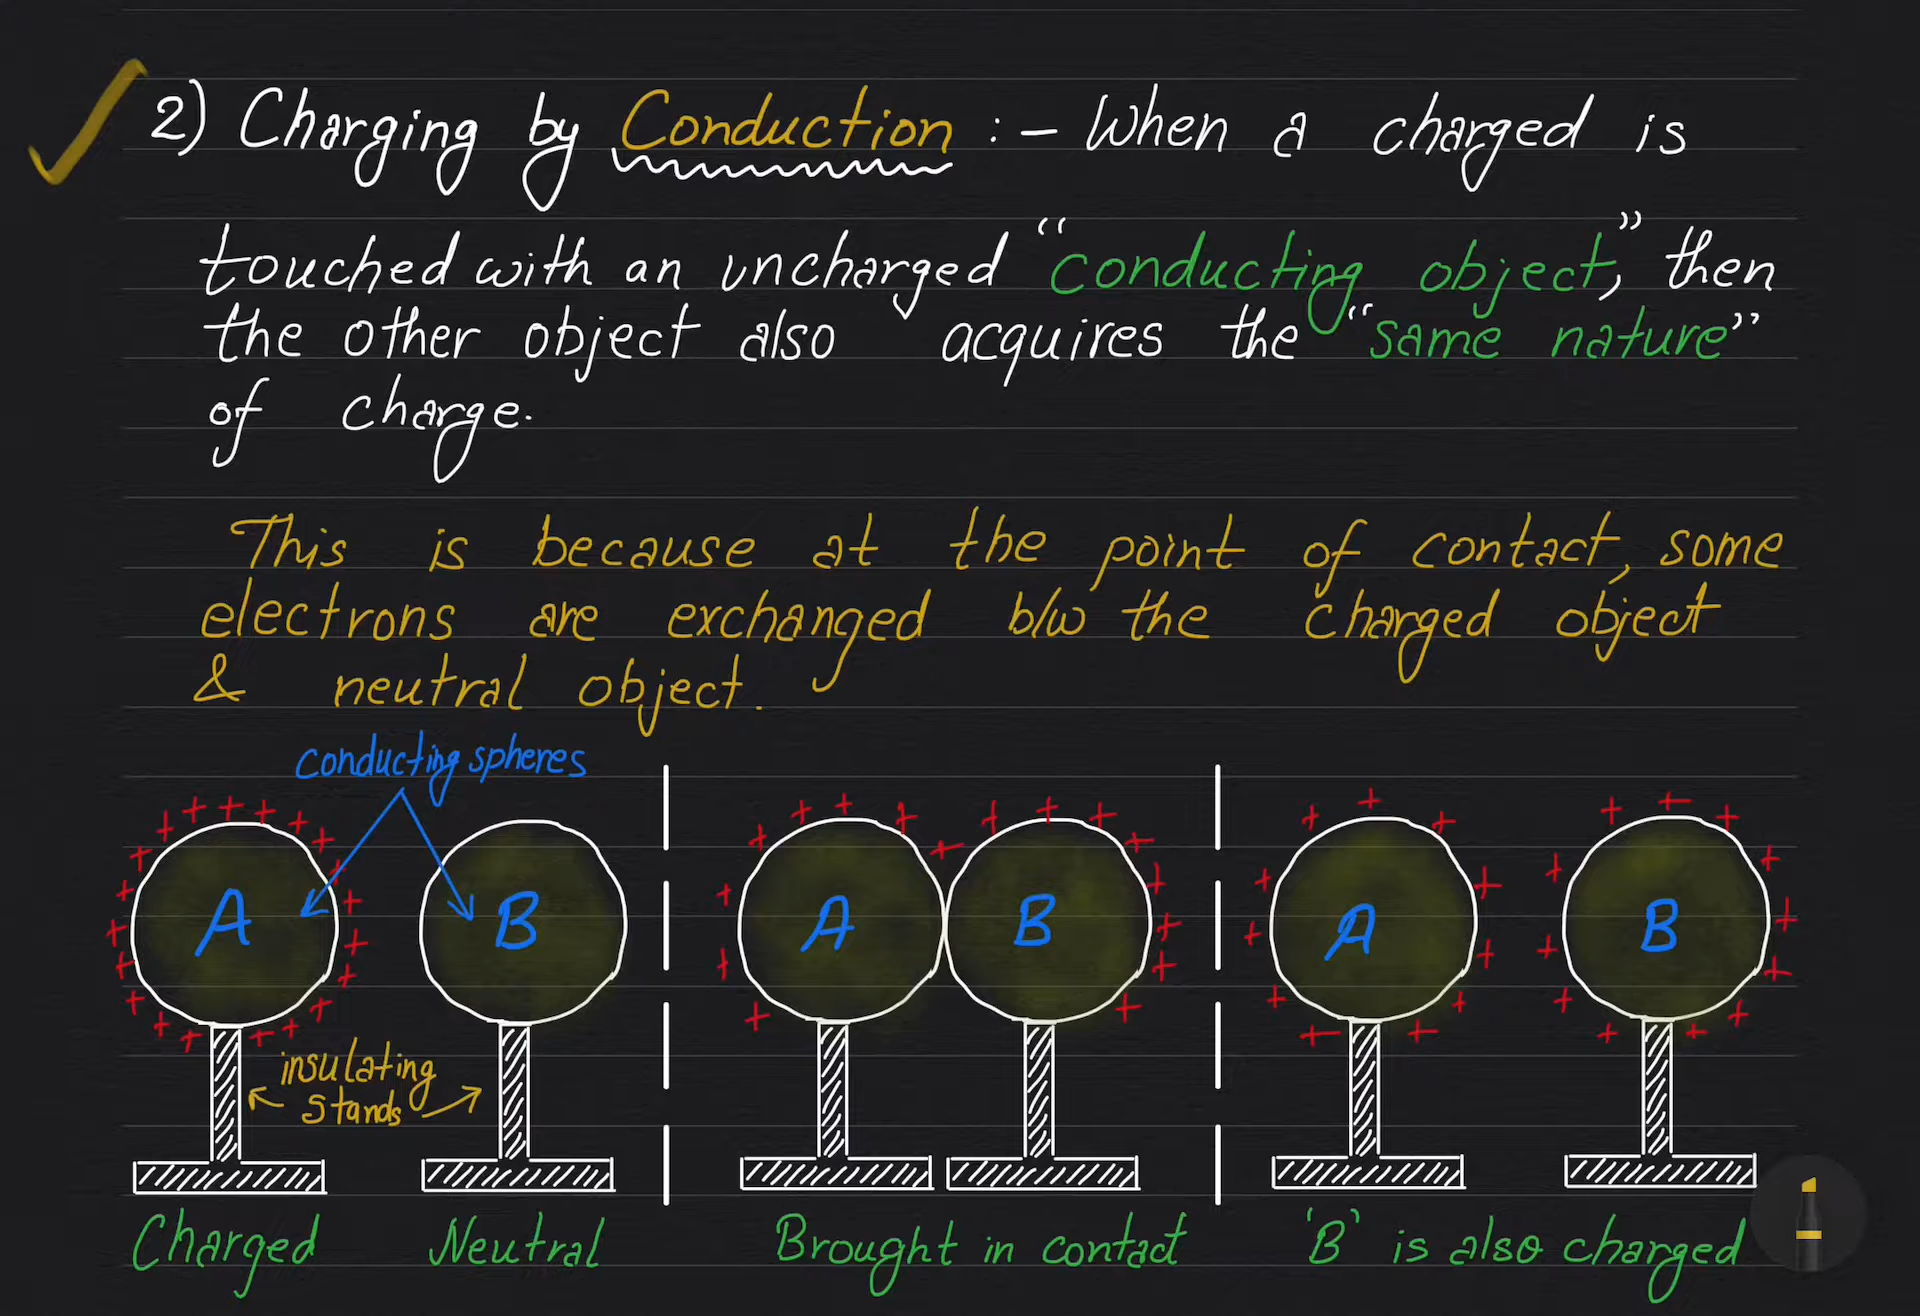 2) Charging by Conduction :- When a charged is
touched with an uncharged "conducting object," then
the other object also acquires the "same nature"
of charge.
This is because at the point of contact, some
electrons are exchanged b/w the charged object
& neutral object.
conducting spheres
A B A B A B
insulating
stands
Charged Neutral Brought in contact 'B' is also charged